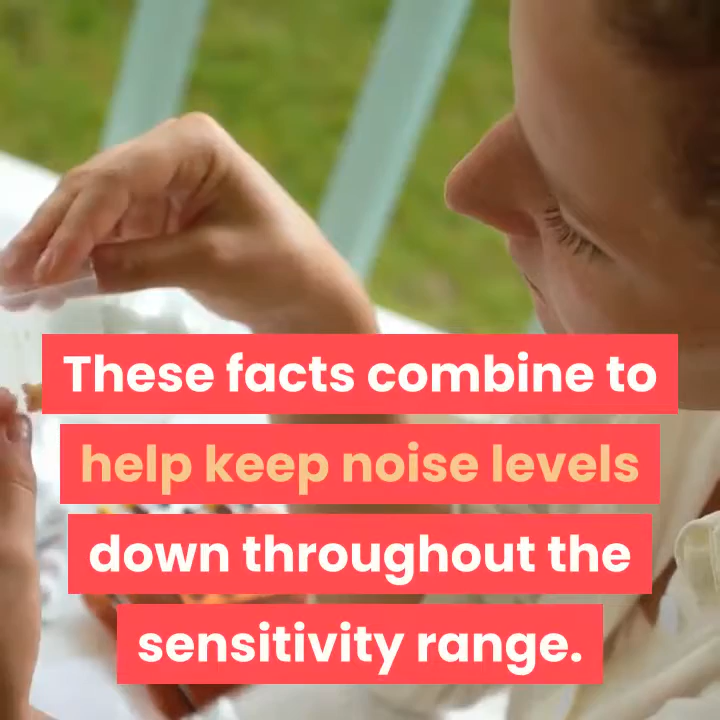 These facts combine to
help keep noise levels
down throughout the
sensitivity range.